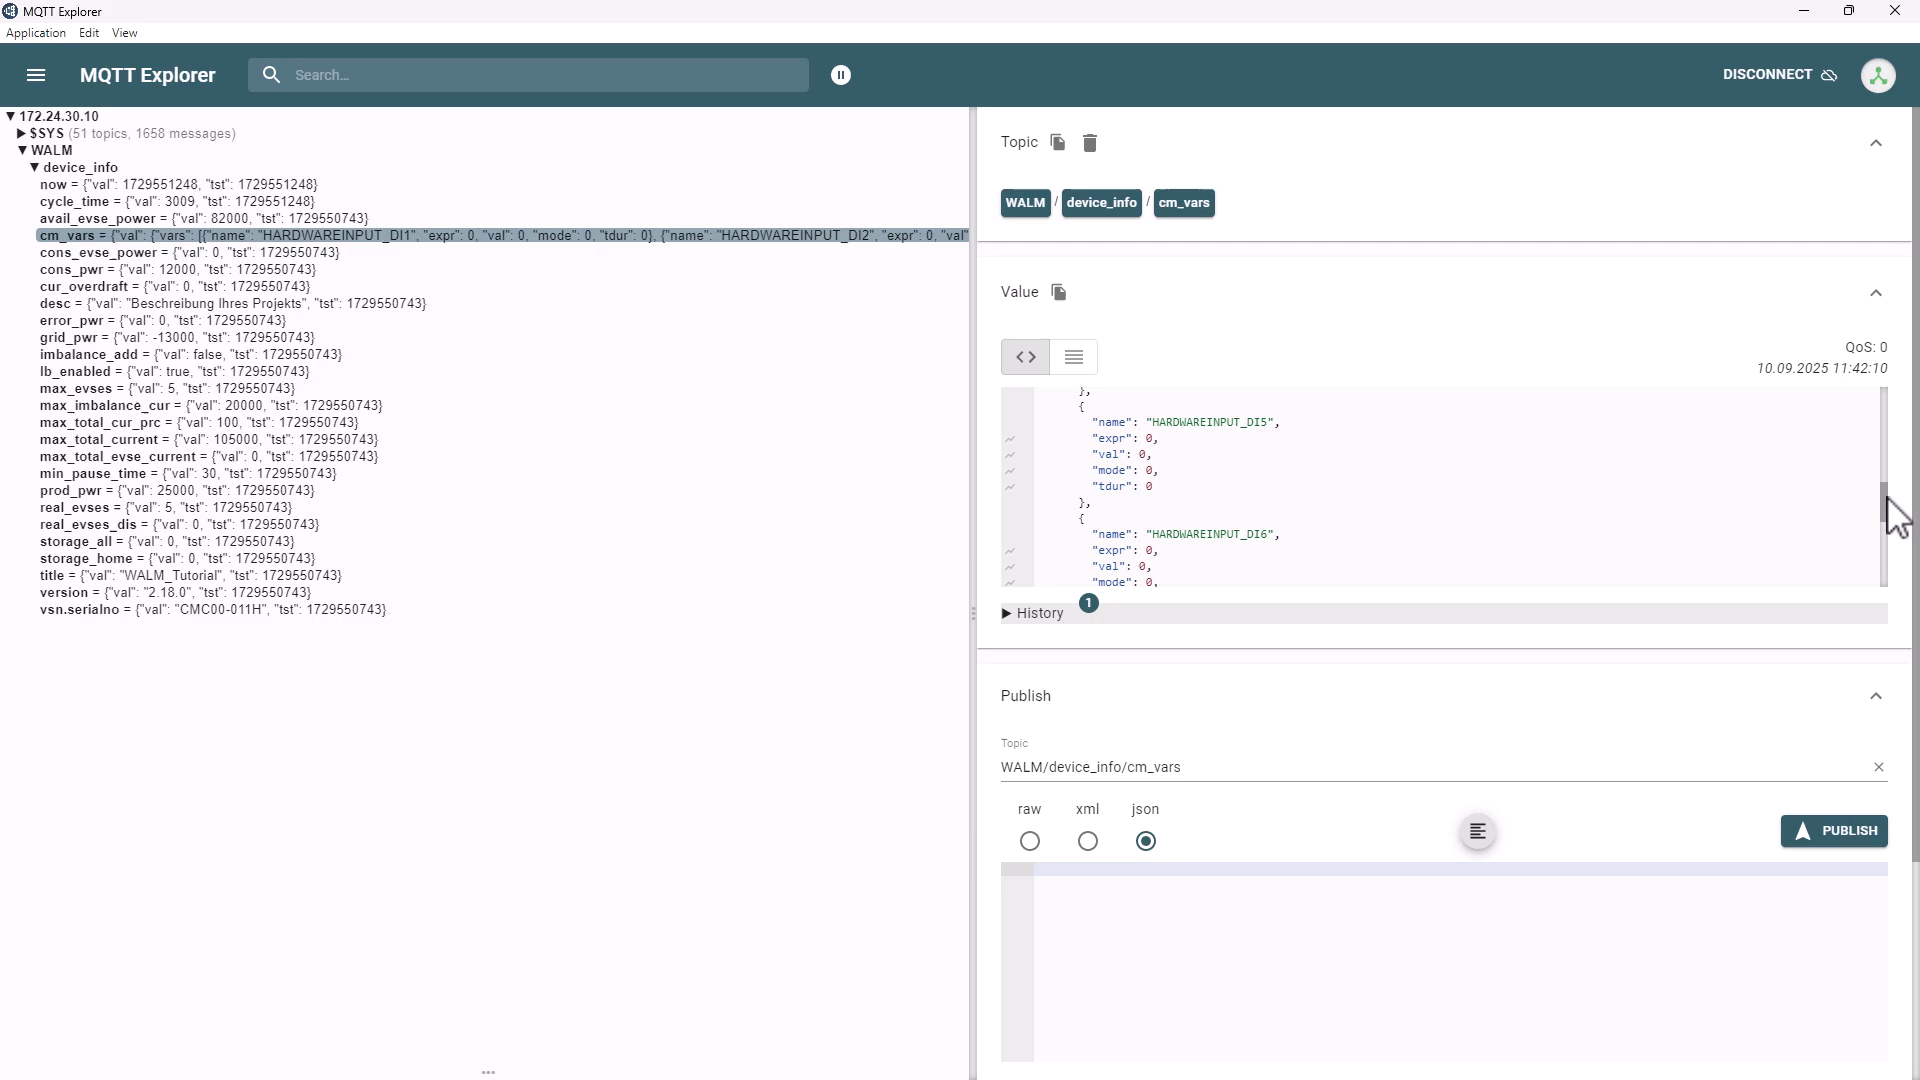 MQTT Explorer
Application Edit View
MQTT Explorer
Search...
DISCONNECT
▼ 172.24.30.10
▶ $SYS (51 topics, 1658 messages)
▼ WALM
▼ device_info
now = {"val": 1729551248, "tst": 1729551248}
cycle_time = {"val": 3009, "tst": 1729551248}
avail_evse_power = {"val": 82000, "tst": 1729550743}
cm_vars = {"val": {"vars": [{"name": "HARDWAREINPUT_DI1", "expr": 0, "val": 0, "mode": 0, "tdur": 0}, {"name": "HARDWAREINPUT_DI2", "expr": 0, "val"
cons_evse_power = {"val": 0, "tst": 1729550743}
cons_pwr = {"val": 12000, "tst": 1729550743}
cur_overdraft = {"val": 0, "tst": 1729550743}
desc = {"val": "Beschreibung Ihres Projekts", "tst": 1729550743}
error_pwr = {"val": 0, "tst": 1729550743}
grid_pwr = {"val": -13000, "tst": 1729550743}
imbalance_add = {"val": false, "tst": 1729550743}
lb_enabled = {"val": true, "tst": 1729550743}
max_evses = {"val": 5, "tst": 1729550743}
max_imbalance_cur = {"val": 20000, "tst": 1729550743}
max_total_cur_prc = {"val": 100, "tst": 1729550743}
max_total_current = {"val": 105000, "tst": 1729550743}
max_total_evse_current = {"val": 0, "tst": 1729550743}
min_pause_time = {"val": 30, "tst": 1729550743}
prod_pwr = {"val": 25000, "tst": 1729550743}
real_evses = {"val": 5, "tst": 1729550743}
real_evses_dis = {"val": 0, "tst": 1729550743}
storage_all = {"val": 0, "tst": 1729550743}
storage_home = {"val": 0, "tst": 1729550743}
title = {"val": "WALM_Tutorial", "tst": 1729550743}
version = {"val": "2.18.0", "tst": 1729550743}
vsn.serialno = {"val": "CMC00-011H", "tst": 1729550743}
Topic
WALM / device_info / cm_vars
Value
QoS: 0
10.09.2025 11:42:10
},
{
"name": "HARDWAREINPUT_DI5",
"expr": 0,
"val": 0,
"mode": 0,
"tdur": 0
},
{
"name": "HARDWAREINPUT_DI6",
"expr": 0,
"val": 0,
"mode": 0,
▶ History 1
Publish
Topic
WALM/device_info/cm_vars
raw xml json
PUBLISH